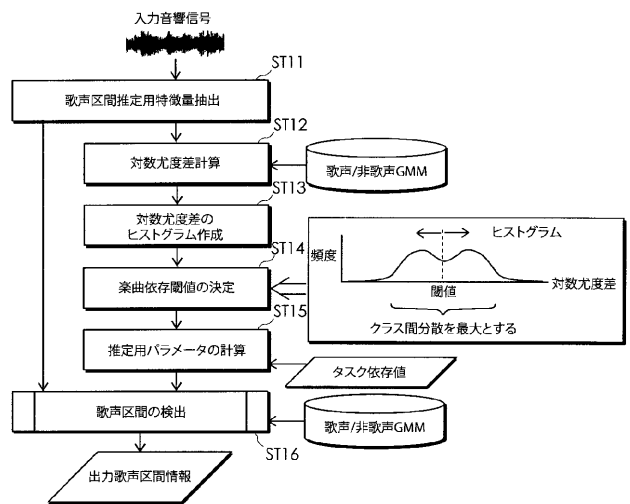 入力音響信号
ST11
歌声区間推定用特徴量抽出
ST12
対数尤度差計算
歌声/非歌声GMM
ST13
対数尤度差の
ヒストグラム作成
ST14
楽曲依存閾値の決定
ヒストグラム
頻度
閾値
対数尤度差
クラス間分散を最大とする
ST15
推定用パラメータの計算
タスク依存値
歌声区間の検出
歌声/非歌声GMM
ST16
出力歌声区間情報